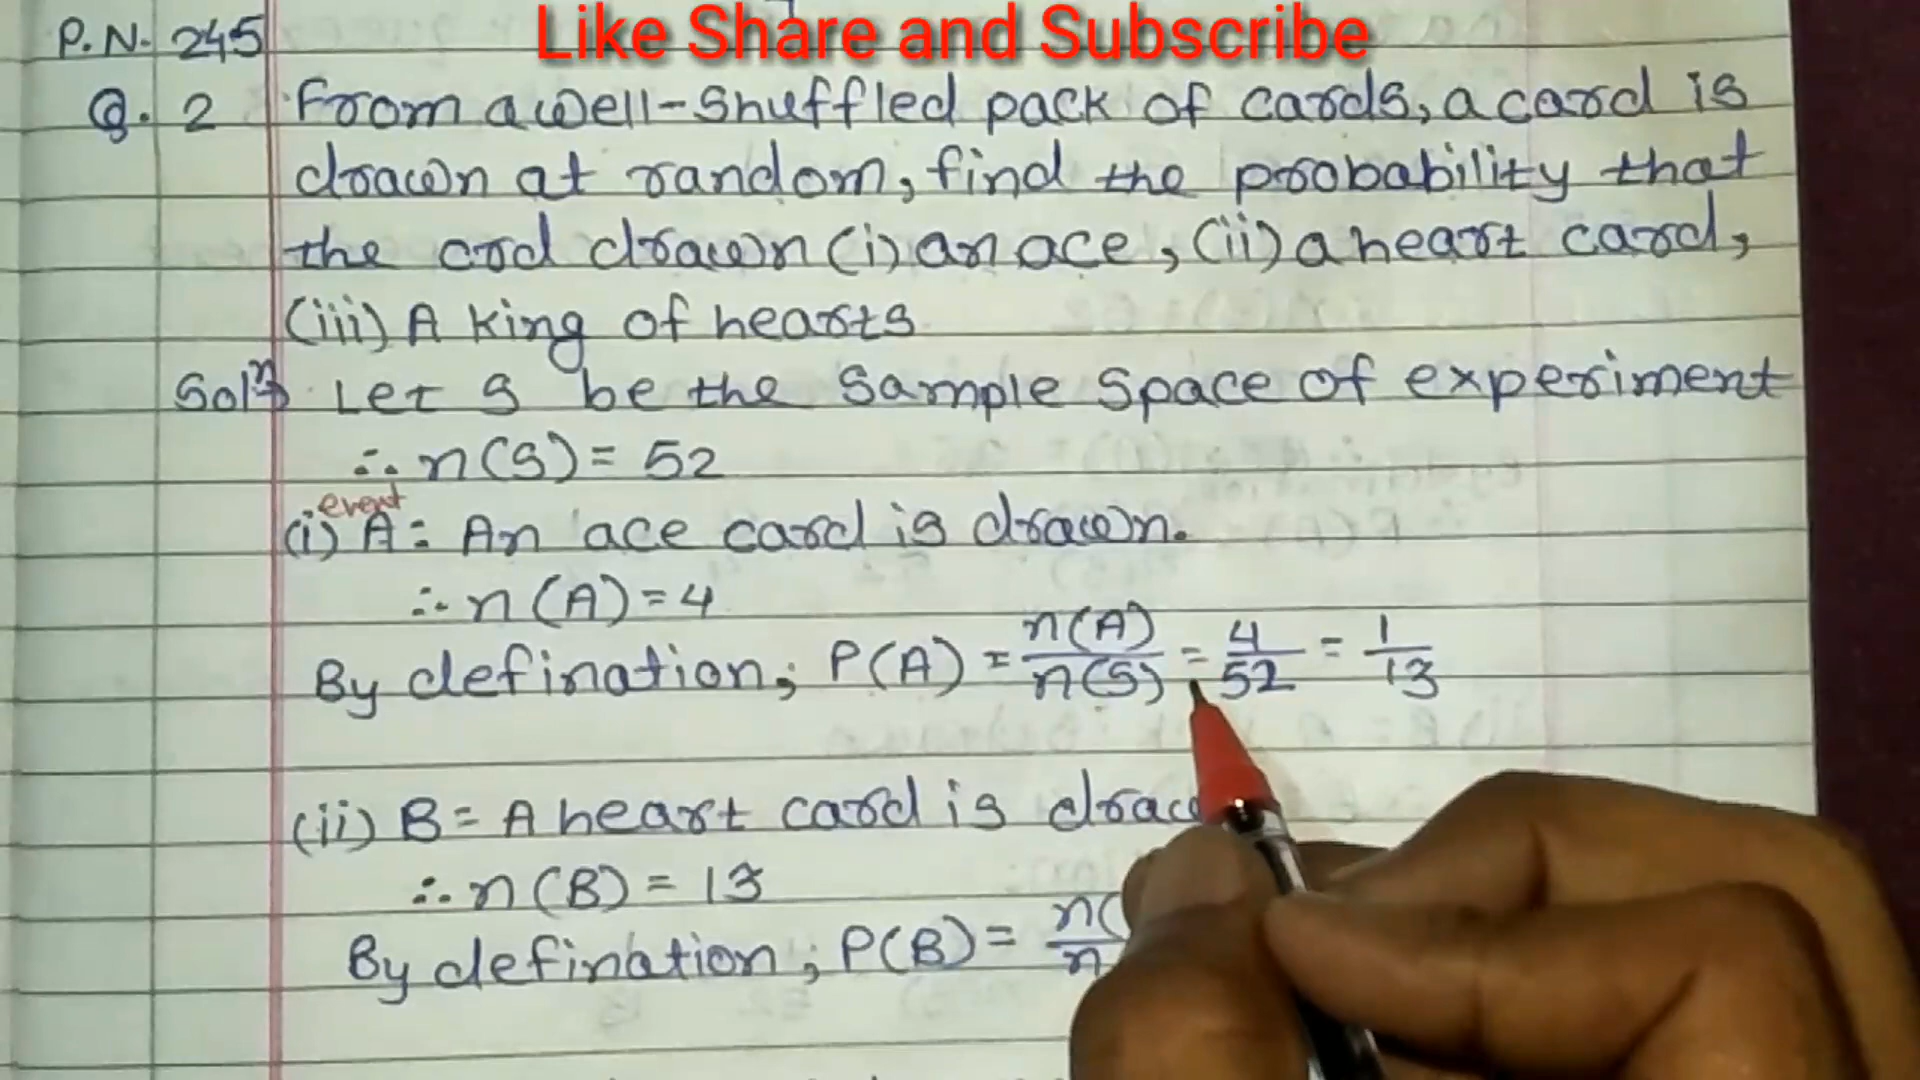 Like Share and Subscribe
P.N. 245
Q. 2 From a well-shuffled pack of cards, a card is
drawn at random, find the probability that
the crd drawn (i) an ace, (ii) a heart card,
(iii) A king of hearts
Solⁿ Let S be the sample space of experiment
∴ n(S) = 52
event
(i) A = An ace card is drawn.
∴ n(A) = 4
By defination, P(A) = n(A)/n(S) = 4/52 = 1/13
(ii) B = A heart card is
∴ n(B) = 13
By defination, P(B) =